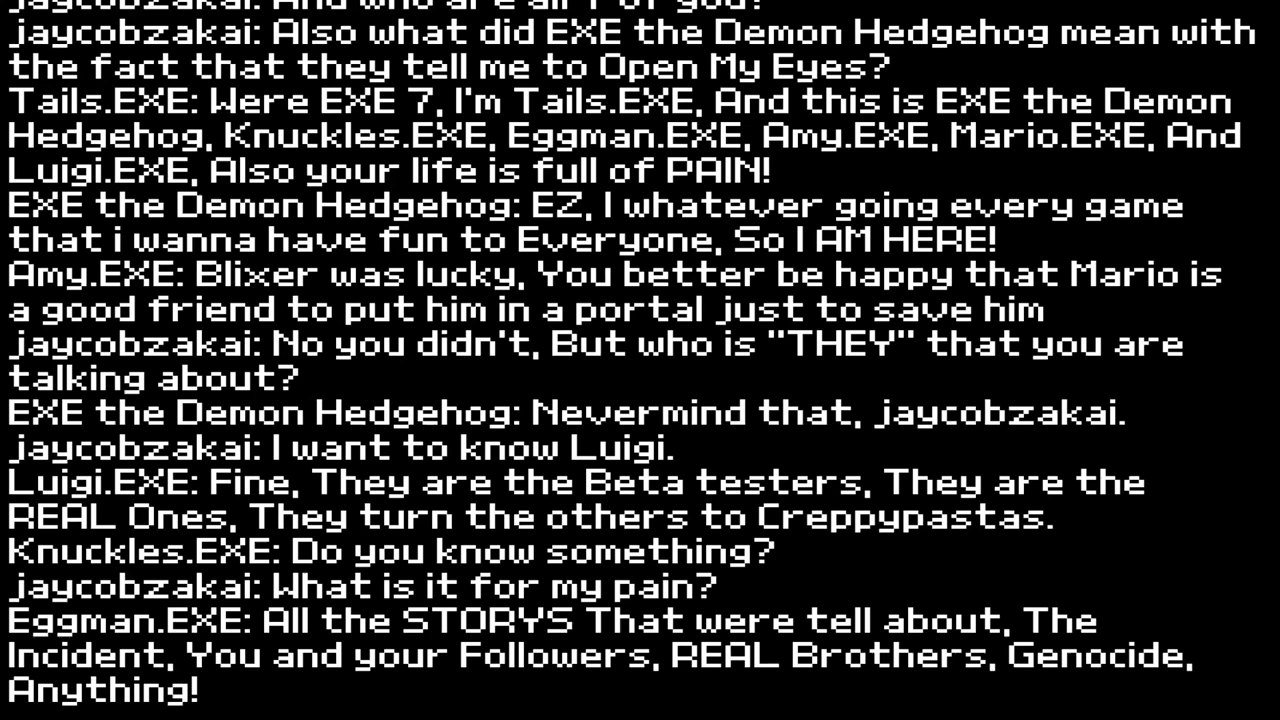 jaycobzakai: And who are all 7 of you?
jaycobzakai: Also what did EXE the Demon Hedgehog mean with
the fact that they tell me to Open My Eyes?
Tails.EXE: Were EXE 7, I'm Tails.EXE, And this is EXE the Demon
Hedgehog, Knuckles.EXE, Eggman.EXE, Amy.EXE, Mario.EXE, And
Luigi.EXE, Also your life is full of PAIN!
EXE the Demon Hedgehog: EZ, I whatever going every game
that i wanna have fun to Everyone, So I AM HERE!
Amy.EXE: Blixer was lucky, You better be happy that Mario is
a good friend to put him in a portal just to save him
jaycobzakai: No you didn't, But who is "THEY" that you are
talking about?
EXE the Demon Hedgehog: Nevermind that, jaycobzakai.
jaycobzakai: I want to know Luigi.
Luigi.EXE: Fine, They are the Beta testers, They are the
REAL Ones, They turn the others to Creppypastas.
Knuckles.EXE: Do you know something?
jaycobzakai: What is it for my pain?
Eggman.EXE: All the STORYS That were tell about, The
Incident, You and your Followers, REAL Brothers, Genocide,
Anything!